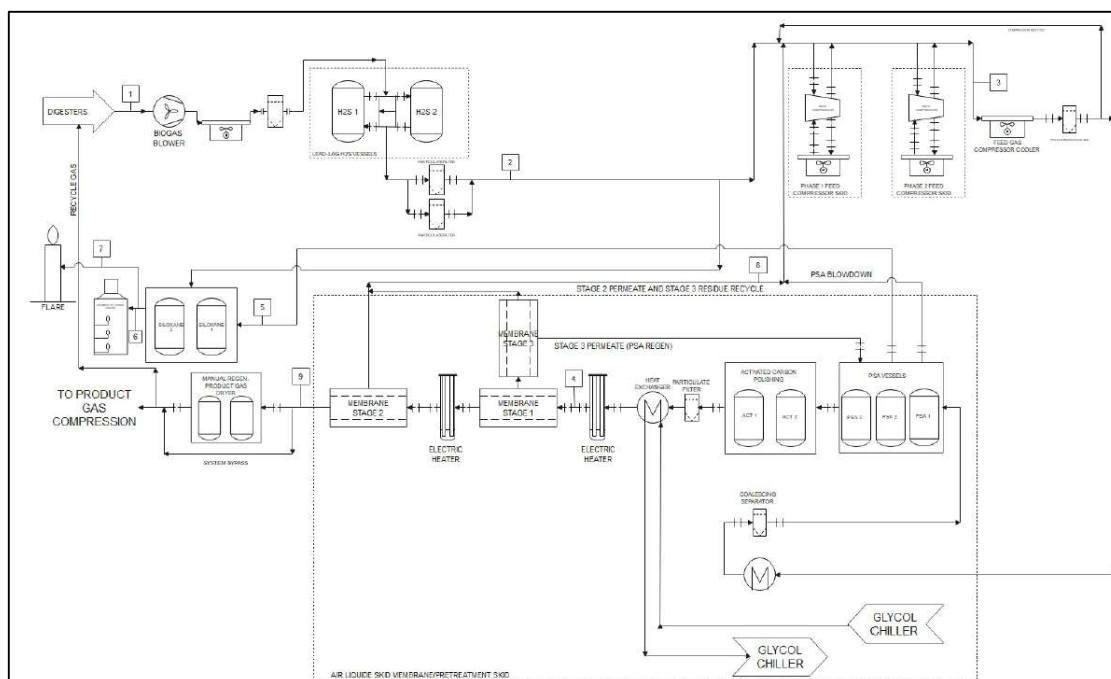 COMPRESSOR RECYCLE
DIGESTERS
1
BIOGAS
BLOWER
H2S 1
H2S 2
LEAD-LAG H2S VESSELS
3
FEED GAS
COMPRESSOR COOLER
PHASE 1 FEED
COMPRESSOR SKID
PHASE 2 FEED
COMPRESSOR SKID
PARTICULATE FILTER
2
PARTICULATE FILTER
RECYCLE GAS
7
FLARE
6
5
8
PSA BLOWDOWN
STAGE 2 PERMEATE AND STAGE 3 RESIDUE RECYCLE
MEMBRANE
STAGE 3
STAGE 3 PERMEATE (PSA REGEN)
TO PRODUCT
GAS
COMPRESSION
MANUAL REGEN.
PRODUCT GAS
DRYER
9
SYSTEM BYPASS
MEMBRANE
STAGE 2
ELECTRIC
HEATER
MEMBRANE
STAGE 1
4
ELECTRIC
HEATER
HEAT
EXCHANGER
M
PARTICULATE
FILTER
ACTIVATED CARBON
POLISHING
ACT 1
ACT 2
PSA VESSELS
PSA 3
PSA 2
PSA 1
COALESCING
SEPARATOR
M
GLYCOL
CHILLER
GLYCOL
CHILLER
AIR LIQUIDE SKID MEMBRANE/PRETREATMENT SKID